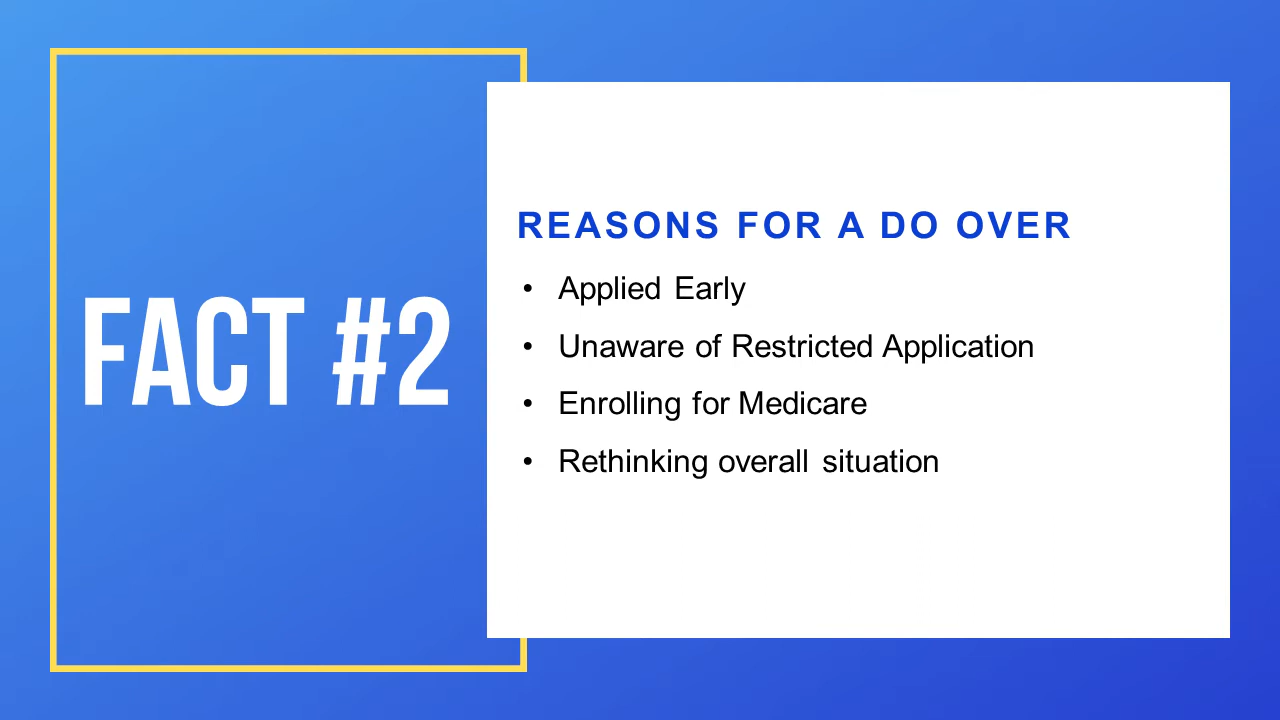 FACT #2
REASONS FOR A DO OVER
• Applied Early
• Unaware of Restricted Application
• Enrolling for Medicare
• Rethinking overall situation